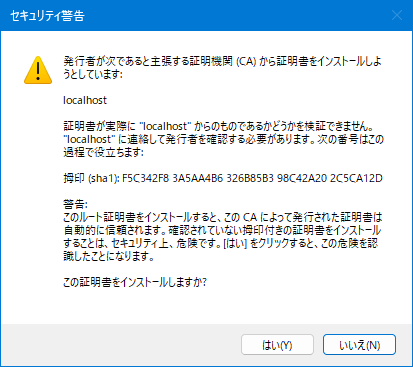 セキュリティ警告
発行者が次であると主張する証明機関 (CA) から証明書をインストールしよ
うとしています:
localhost
証明書が実際に "localhost" からのものであるかどうかを検証できません。
"localhost" に連絡して発行者を確認する必要があります。次の番号はこの
過程で役立ちます:
拇印 (sha1): F5C342F8 3A5AA4B6 326B85B3 98C42A20 2C5CA12D
警告:
このルート証明書をインストールすると、この CA によって発行された証明書は
自動的に信頼されます。確認されていない拇印付きの証明書をインストール
することは、セキュリティ上、危険です。[はい] をクリックすると、この危険を認
識したことになります。
この証明書をインストールしますか?
はい(Y)
いいえ(N)